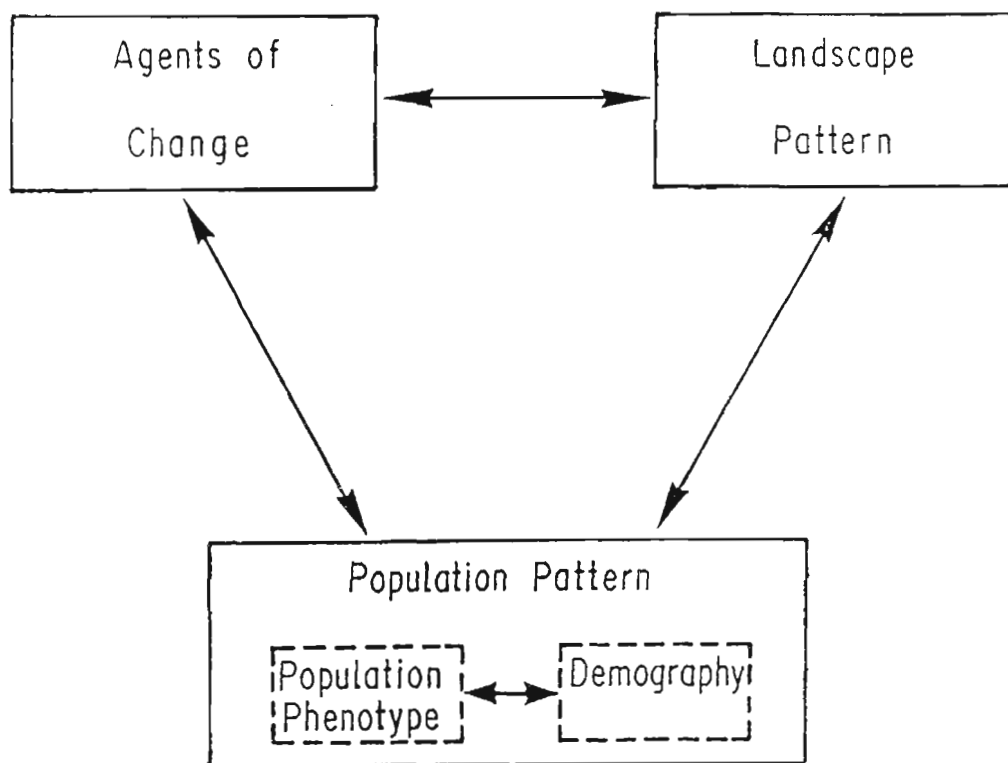 Agents of
Change
Landscape
Pattern
Population Pattern
Population
Phenotype
Demography